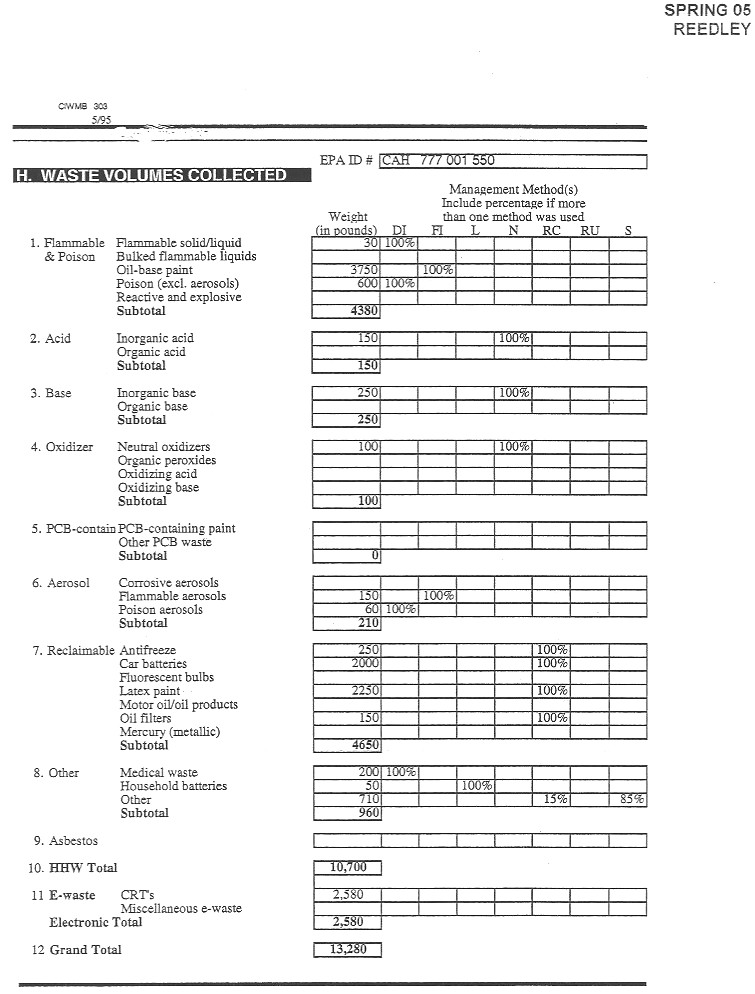 SPRING 05
REEDLEY
CIWMB 303
5/95
EPA ID # CAH 777 001 550
H. WASTE VOLUMES COLLECTED
Management Method(s)
Include percentage if more
Weight than one method was used
(in pounds) DI FI L N RC RU S
1. Flammable Flammable solid/liquid 30 100%
& Poison Bulked flammable liquids
Oil-base paint 3750 100%
Poison (excl. aerosols) 600 100%
Reactive and explosive
Subtotal 4380
2. Acid Inorganic acid 150 100%
Organic acid
Subtotal 150
3. Base Inorganic base 250 100%
Organic base
Subtotal 250
4. Oxidizer Neutral oxidizers 100 100%
Organic peroxides
Oxidizing acid
Oxidizing base
Subtotal 100
5. PCB-contain PCB-containing paint
Other PCB waste
Subtotal 0
6. Aerosol Corrosive aerosols
Flammable aerosols 150 100%
Poison aerosols 60 100%
Subtotal 210
7. Reclaimable Antifreeze 250 100%
Car batteries 2000 100%
Fluorescent bulbs
Latex paint 2250 100%
Motor oil/oil products
Oil filters 150 100%
Mercury (metallic)
Subtotal 4650
8. Other Medical waste 200 100%
Household batteries 50 100%
Other 710 15% 85%
Subtotal 960
9. Asbestos
10. HHW Total 10,700
11 E-waste CRT's 2,580
Miscellaneous e-waste
Electronic Total 2,580
12 Grand Total 13,280